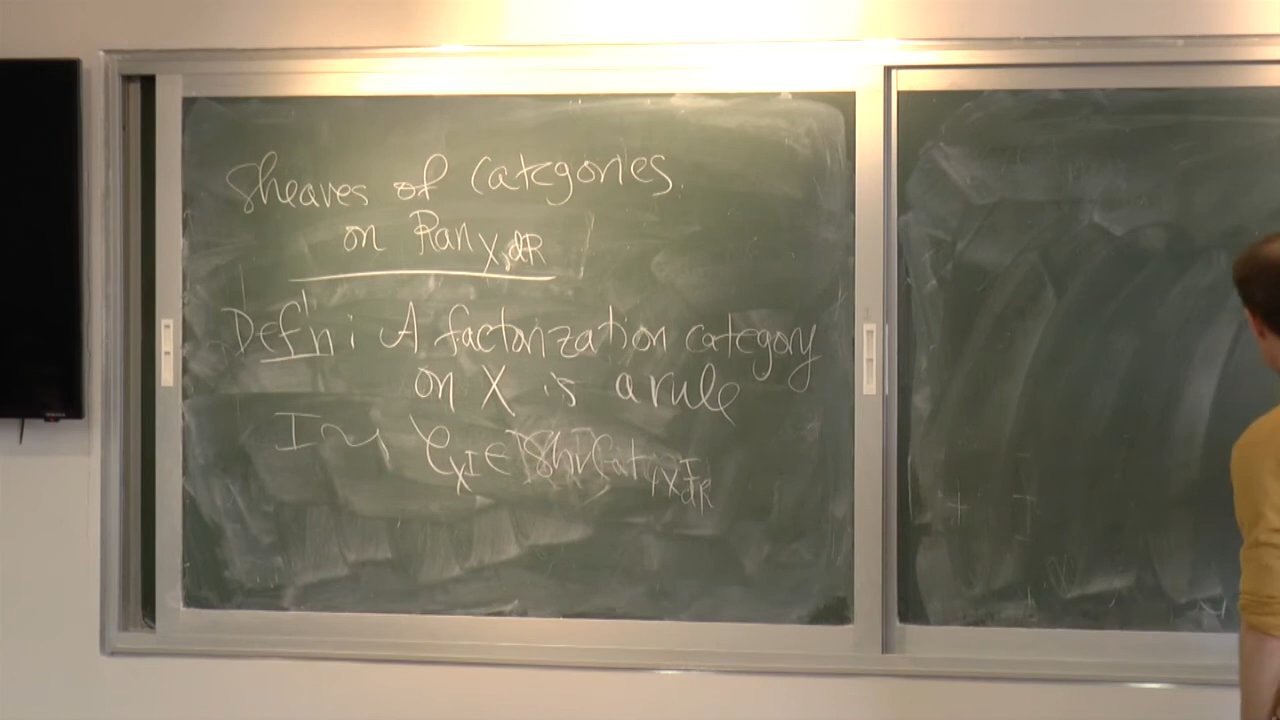 Sheaves of categories.
on Ran_{X,dR}
Def'n: A factorization category
on X is a rule
I ⇝ 𝒞_{X^I} ∈ ShvCat_{/X^I_{dR}}